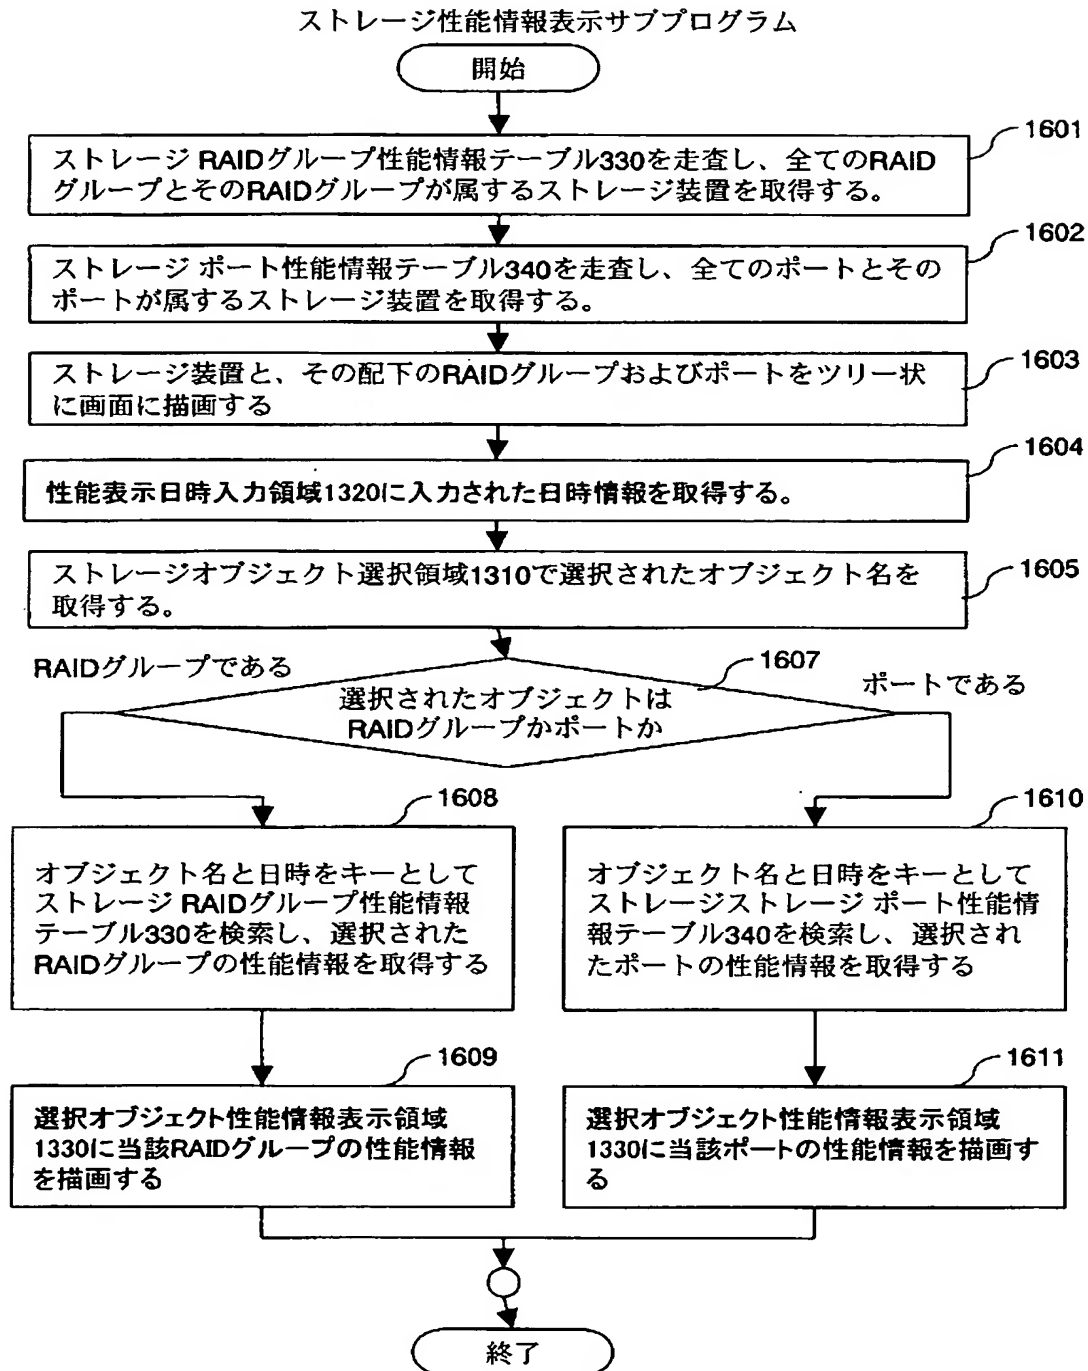 ストレージ性能情報表示サブプログラム
開始
1601
ストレージ RAIDグループ性能情報テーブル330を走査し、全てのRAID
グループとそのRAIDグループが属するストレージ装置を取得する。
1602
ストレージ ポート性能情報テーブル340を走査し、全てのポートとその
ポートが属するストレージ装置を取得する。
1603
ストレージ装置と、その配下のRAIDグループおよびポートをツリー状
に画面に描画する
1604
性能表示日時入力領域1320に入力された日時情報を取得する。
1605
ストレージオブジェクト選択領域1310で選択されたオブジェクト名を
取得する。
RAIDグループである
1607
ポートである
選択されたオブジェクトは
RAIDグループかポートか
1608
オブジェクト名と日時をキーとして
ストレージ RAIDグループ性能情報
テーブル330を検索し、選択された
RAIDグループの性能情報を取得する
1610
オブジェクト名と日時をキーとして
ストレージストレージ ポート性能情
報テーブル340を検索し、選択され
たポートの性能情報を取得する
1609
選択オブジェクト性能情報表示領域
1330に当該RAIDグループの性能情報
を描画する
1611
選択オブジェクト性能情報表示領域
1330に当該ポートの性能情報を描画す
る
終了